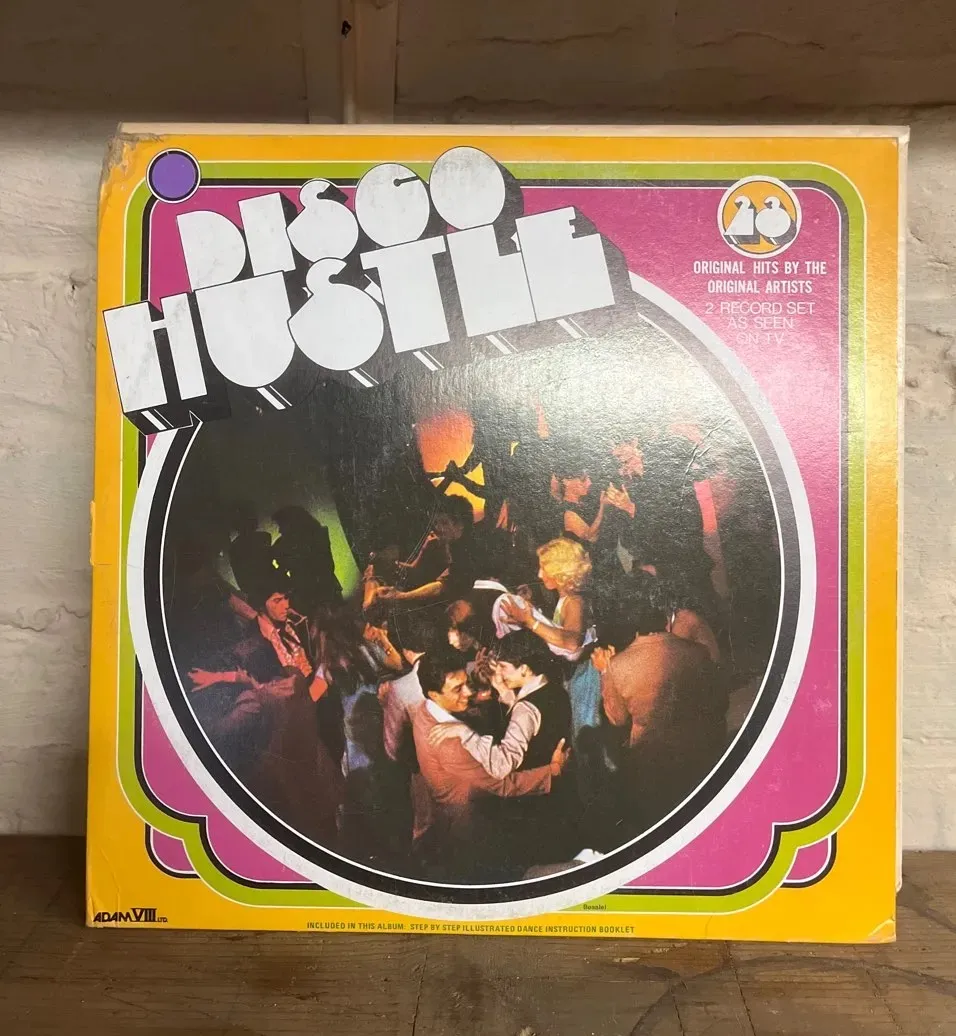 DISCO
HUSTLE
23
ORIGINAL HITS BY THE
ORIGINAL ARTISTS
2 RECORD SET
AS SEEN
ON TV
ADAM VIII LTD.
INCLUDED IN THIS ALBUM: STEP BY STEP ILLUSTRATED DANCE INSTRUCTION BOOKLET